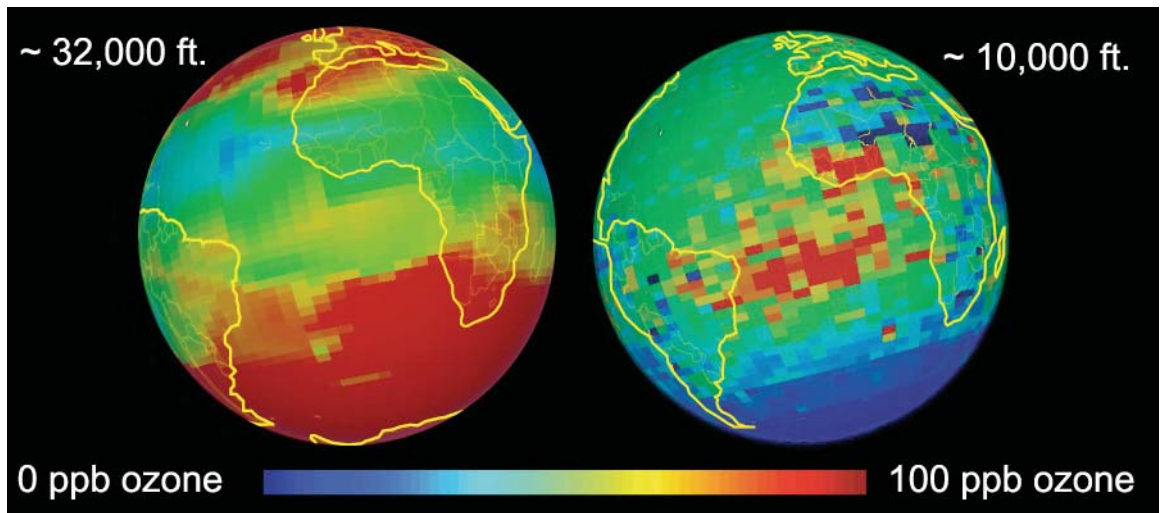 ~ 32,000 ft.
~ 10,000 ft.
0 ppb ozone
100 ppb ozone